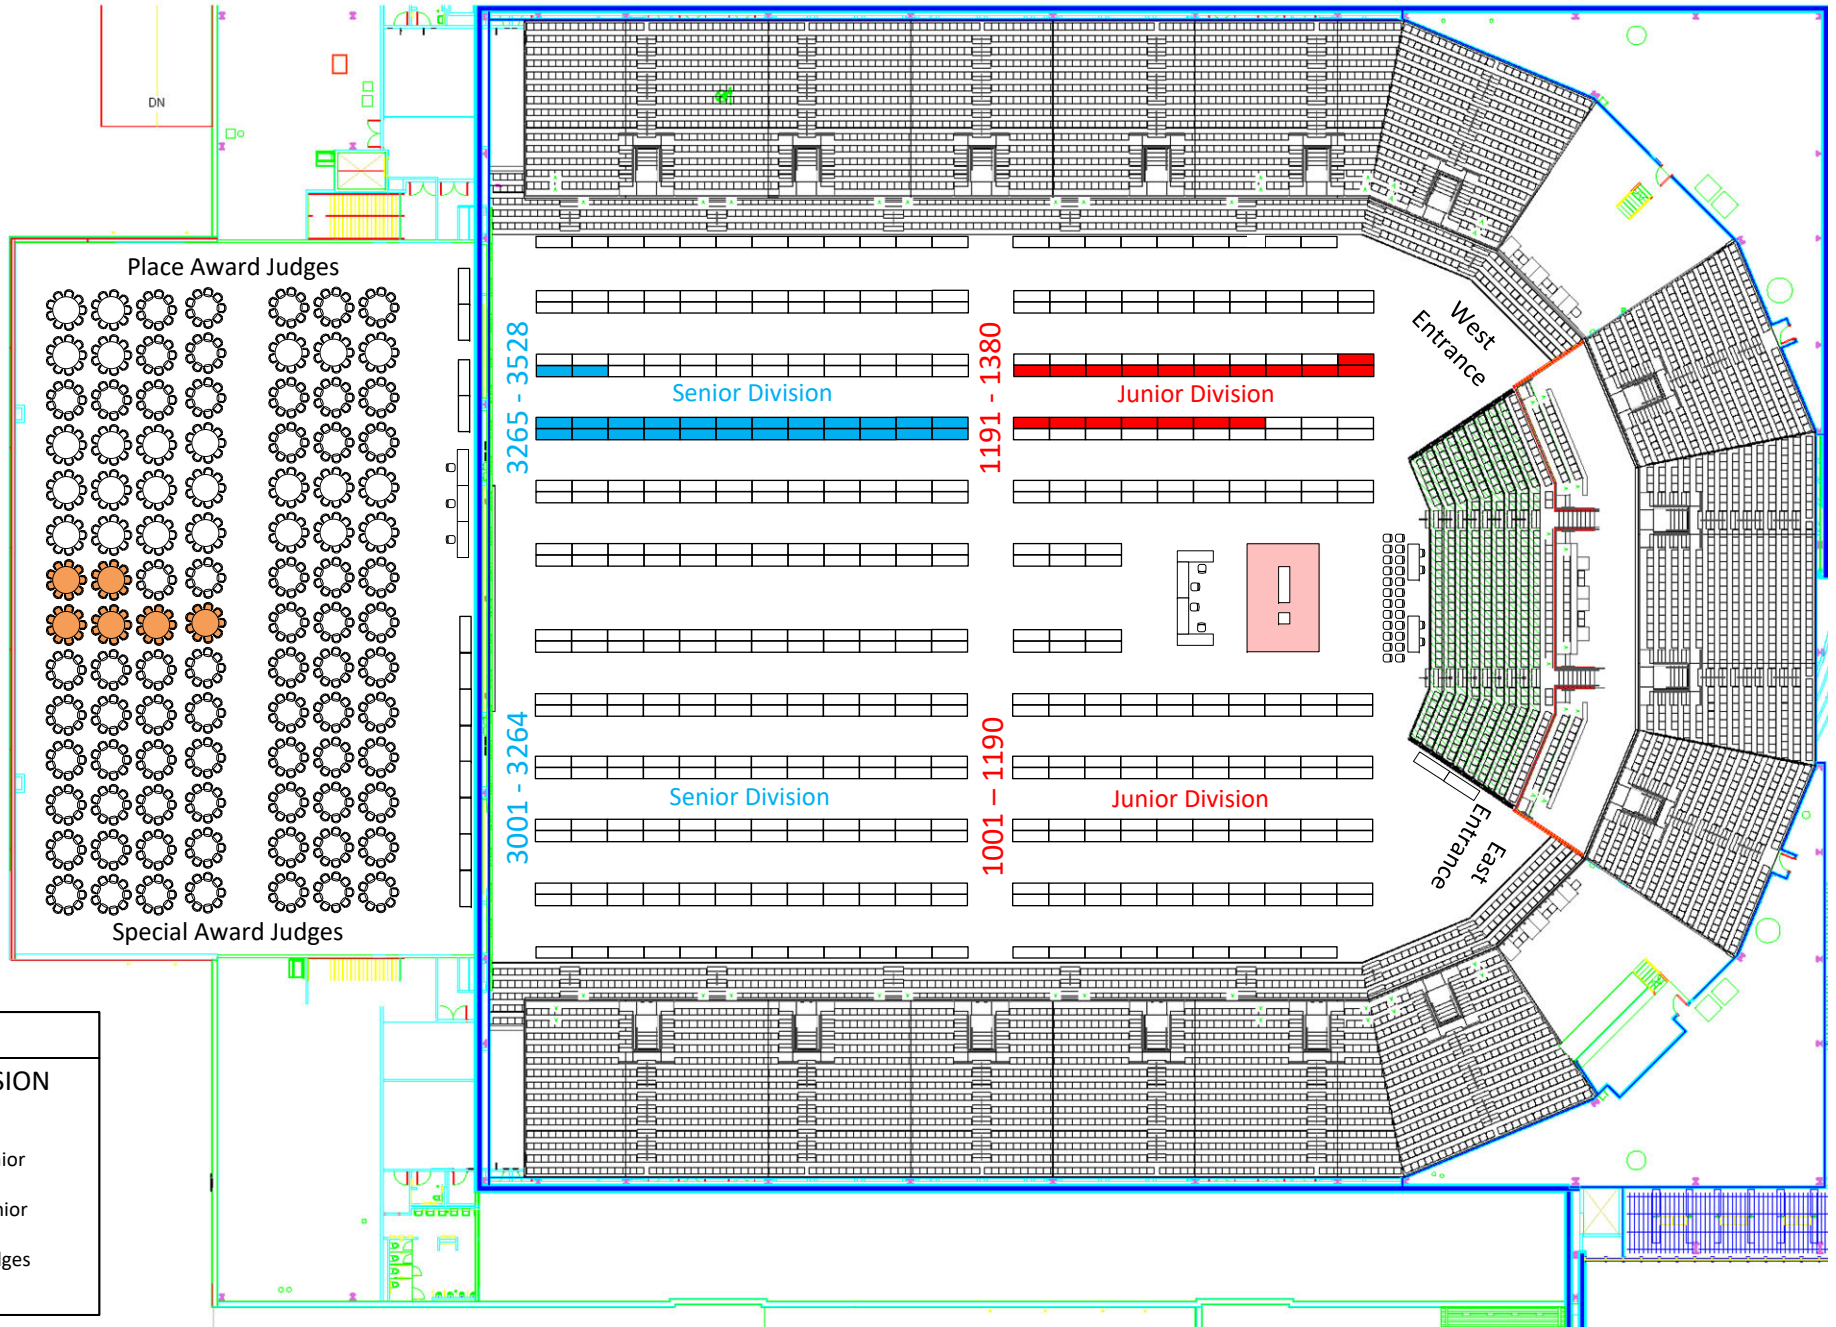 DN
Place Award Judges
3265 - 3528
Senior Division
1191 - 1380
Junior Division
West
Entrance
3001 - 3264
Senior Division
1001 – 1190
Junior Division
East
Entrance
Special Award Judges
SION
nior
nior
dges